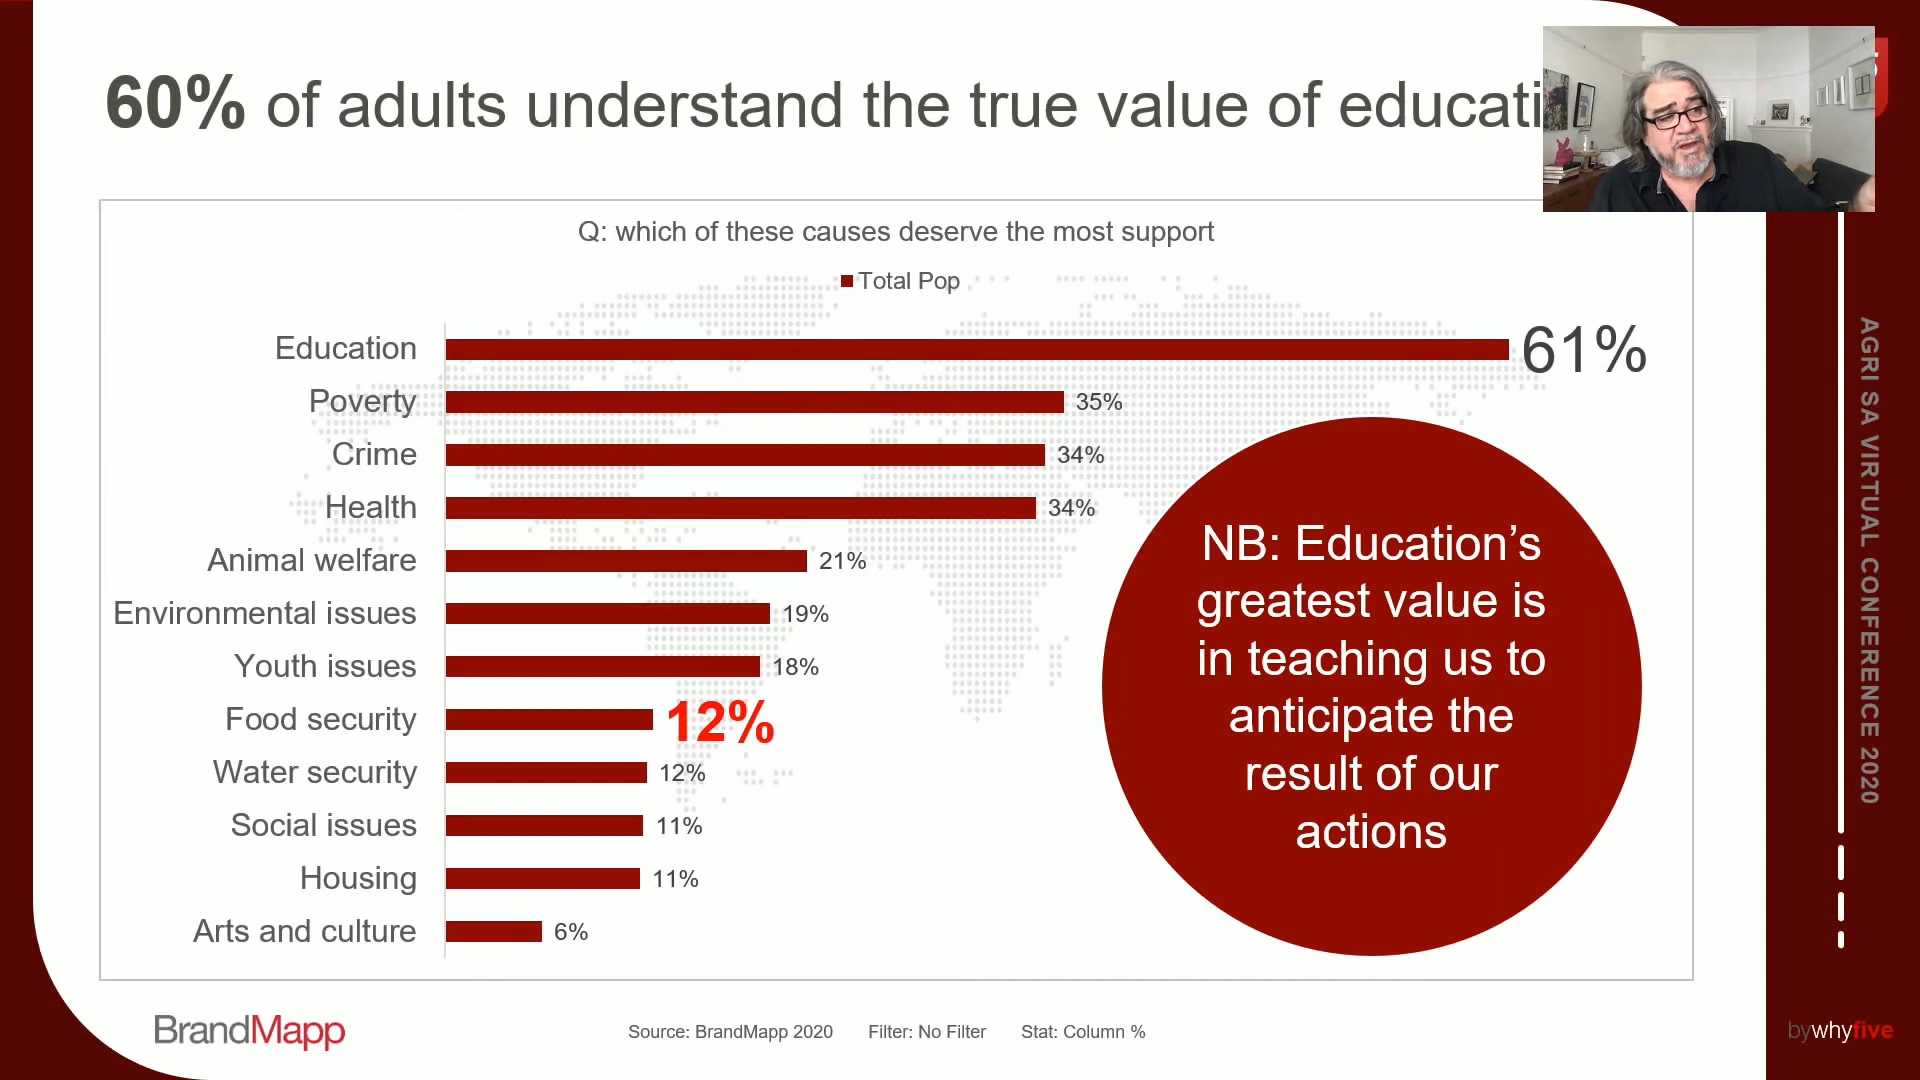 60% of adults understand the true value of educati
Q: which of these causes deserve the most support
Total Pop
Education 61%
Poverty 35%
Crime 34%
Health 34%
Animal welfare 21%
Environmental issues 19%
Youth issues 18%
Food security 12%
Water security 12%
Social issues 11%
Housing 11%
Arts and culture 6%
NB: Education’s
greatest value is
in teaching us to
anticipate the
result of our
actions
AGRI SA VIRTUAL CONFERENCE 2020
BrandMapp
Source: BrandMapp 2020 Filter: No Filter Stat: Column %
bywhyfive